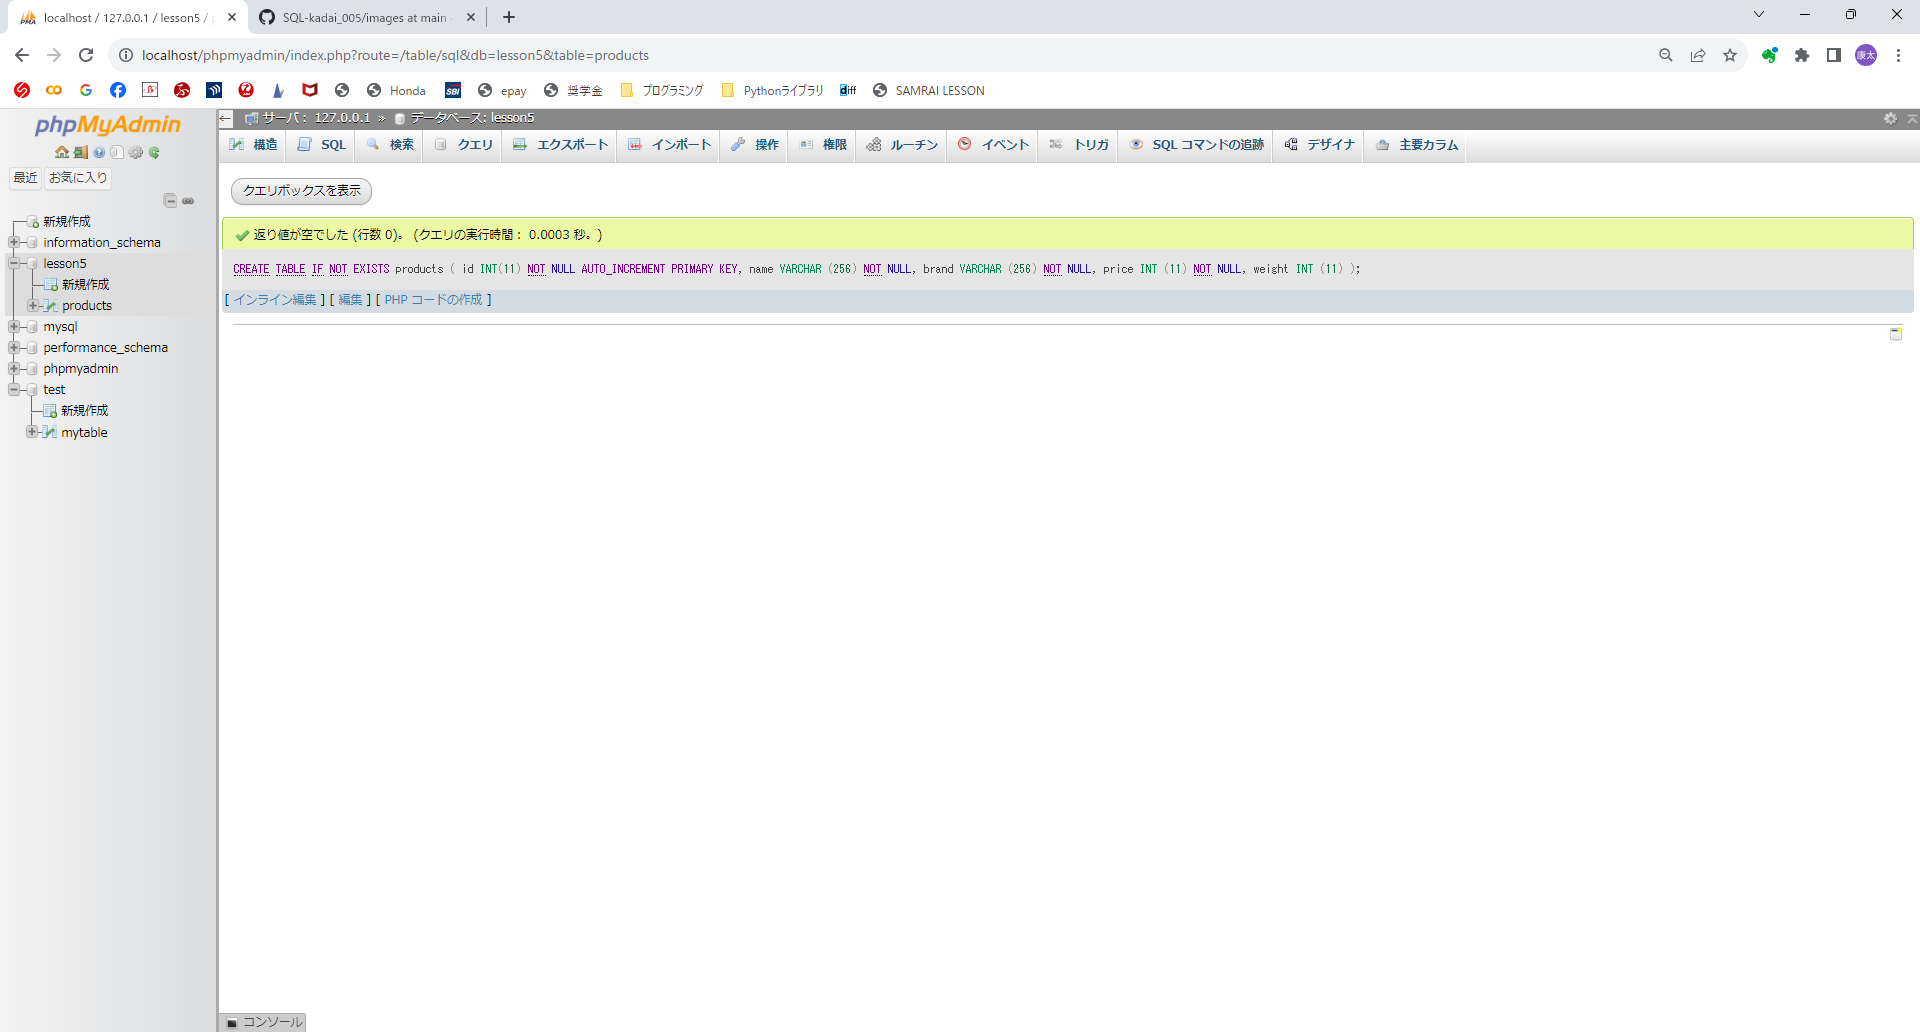 localhost / 127.0.0.1 / lesson5 /
SQL-kadai_005/images at main
localhost/phpmyadmin/index.php?route=/table/sql&db=lesson5&table=products
康太
Honda
SBI
epay
奨学金
プログラミング
Pythonライブラリ
diff
SAMRAI LESSON
phpMyAdmin
最近
お気に入り
新規作成
information_schema
lesson5
新規作成
products
mysql
performance_schema
phpmyadmin
test
新規作成
mytable
サーバ： 127.0.0.1 » データベース: lesson5
構造 SQL 検索 クエリ エクスポート インポート 操作 権限 ルーチン イベント トリガ SQL コマンドの追跡 デザイナ 主要カラム
クエリボックスを表示
返り値が空でした (行数 0)。 (クエリの実行時間： 0.0003 秒。)
CREATE TABLE IF NOT EXISTS products ( id INT(11) NOT NULL AUTO_INCREMENT PRIMARY KEY, name VARCHAR (256) NOT NULL, brand VARCHAR (256) NOT NULL, price INT (11) NOT NULL, weight INT (11) );
[ インライン編集 ] [ 編集 ] [ PHP コードの作成 ]
コンソール